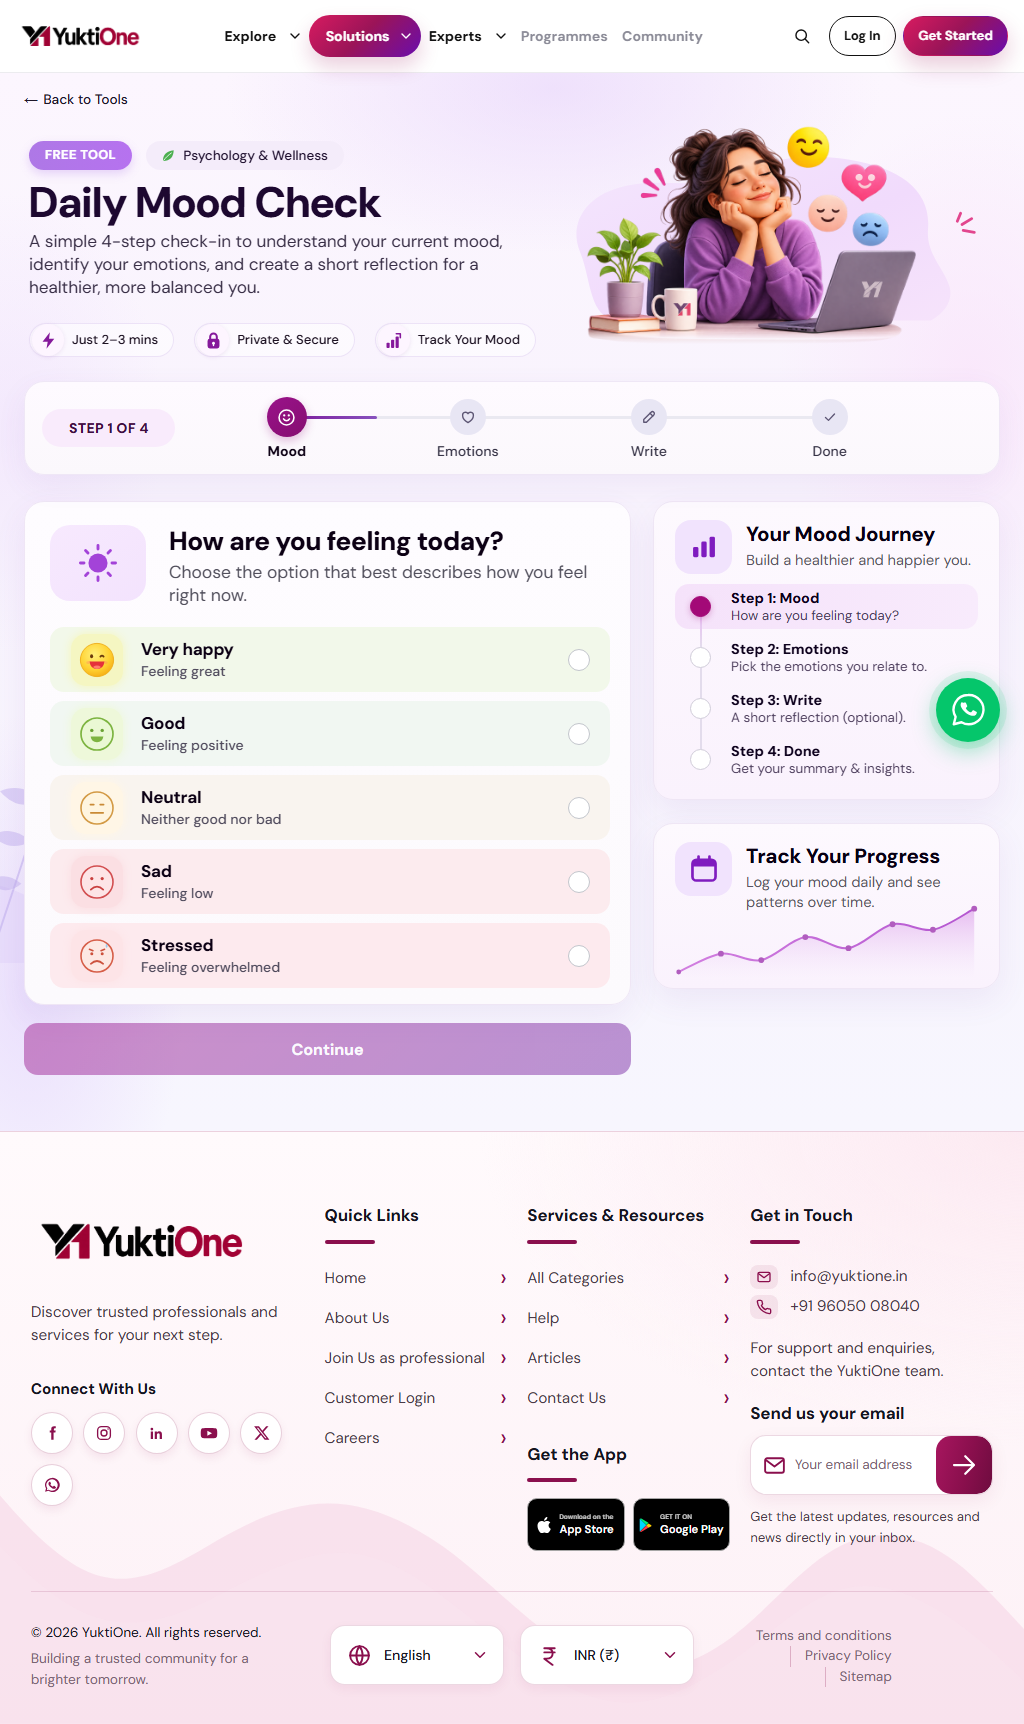 YuktiOne
Explore
Solutions
Experts
Programmes
Community
Log In
Get Started
← Back to Tools
FREE TOOL
Psychology & Wellness
Daily Mood Check
A simple 4-step check-in to understand your current mood,
identify your emotions, and create a short reflection for a
healthier, more balanced you.
Just 2–3 mins
Private & Secure
Track Your Mood
STEP 1 OF 4
Mood
Emotions
Write
Done
How are you feeling today?
Choose the option that best describes how you feel
right now.
Very happy
Feeling great
Good
Feeling positive
Neutral
Neither good nor bad
Sad
Feeling low
Stressed
Feeling overwhelmed
Continue
Your Mood Journey
Build a healthier and happier you.
Step 1: Mood
How are you feeling today?
Step 2: Emotions
Pick the emotions you relate to.
Step 3: Write
A short reflection (optional).
Step 4: Done
Get your summary & insights.
Track Your Progress
Log your mood daily and see
patterns over time.
YuktiOne
Discover trusted professionals and
services for your next step.
Connect With Us
Quick Links
Home
About Us
Join Us as professional
Customer Login
Careers
Services & Resources
All Categories
Help
Articles
Contact Us
Get the App
Download on the
App Store
GET IT ON
Google Play
Get in Touch
info@yuktione.in
+91 96050 08040
For support and enquiries,
contact the YuktiOne team.
Send us your email
Your email address
Get the latest updates, resources and
news directly in your inbox.
© 2026 YuktiOne. All rights reserved.
Building a trusted community for a
brighter tomorrow.
English
INR (₹)
Terms and conditions
Privacy Policy
Sitemap